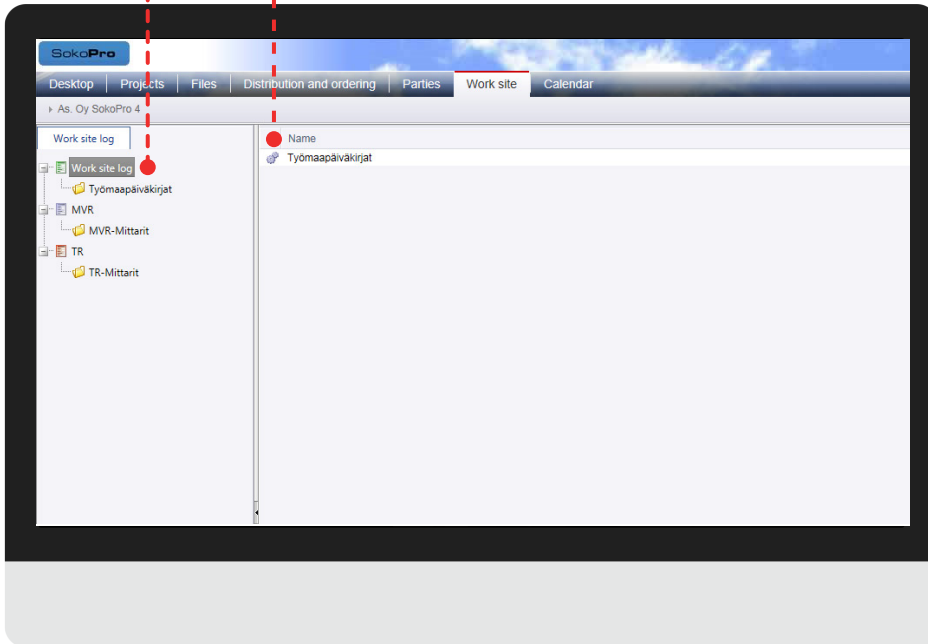 SokoPro
Desktop Projects Files Distribution and ordering Parties Work site Calendar
As. Oy SokoPro 4
Work site log
Name
Work site log
Työmaapäiväkirjat
Työmaapäiväkirjat
MVR
MVR-Mittarit
TR
TR-Mittarit